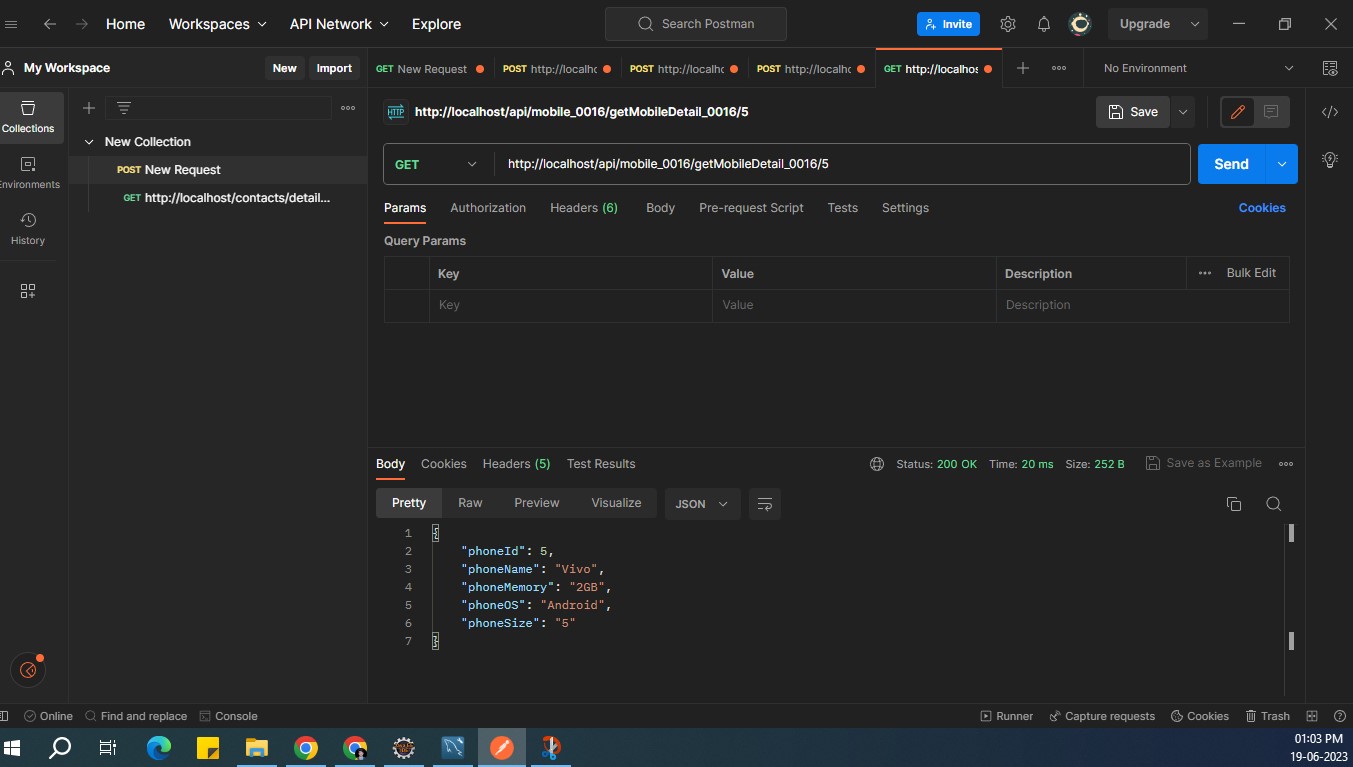 Home Workspaces API Network Explore Search Postman Invite Upgrade
My Workspace New Import GET New Request POST http://localhc POST http://localhc POST http://localhc GET http://localhos No Environment
Collections
Environments
History
New Collection
POST New Request
GET http://localhost/contacts/detail...
HTTP http://localhost/api/mobile_0016/getMobileDetail_0016/5 Save
GET http://localhost/api/mobile_0016/getMobileDetail_0016/5 Send
Params Authorization Headers (6) Body Pre-request Script Tests Settings Cookies
Query Params
Key Value Description Bulk Edit
Key Value Description
Body Cookies Headers (5) Test Results Status: 200 OK Time: 20 ms Size: 252 B Save as Example
Pretty Raw Preview Visualize JSON
1 {
2 "phoneId": 5,
3 "phoneName": "Vivo",
4 "phoneMemory": "2GB",
5 "phoneOS": "Android",
6 "phoneSize": "5"
7 }
Online Find and replace Console Runner Capture requests Cookies Trash
01:03 PM
19-06-2023